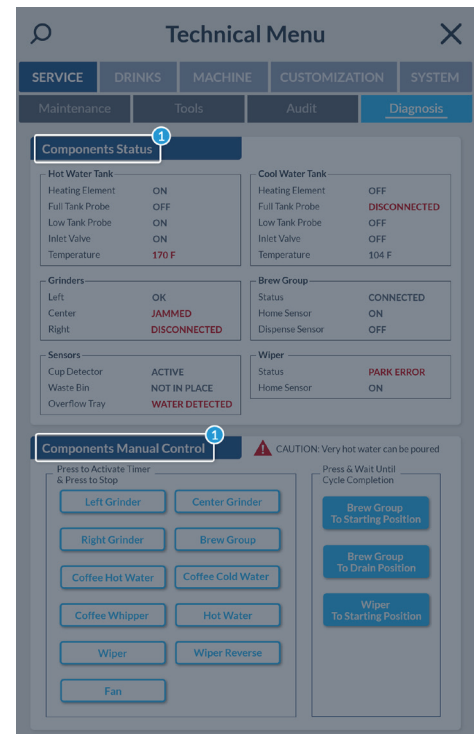 Technical Menu
SERVICE DRINKS MACHINE CUSTOMIZATION SYSTEM
Maintenance Tools Audit Diagnosis
1
Components Status
Hot Water Tank
Heating Element ON
Full Tank Probe OFF
Low Tank Probe ON
Inlet Valve ON
Temperature 170 F
Cool Water Tank
Heating Element OFF
Full Tank Probe DISCONNECTED
Low Tank Probe OFF
Inlet Valve OFF
Temperature 104 F
Grinders
Left OK
Center JAMMED
Right DISCONNECTED
Brew Group
Status CONNECTED
Home Sensor ON
Dispense Sensor OFF
Sensors
Cup Detector ACTIVE
Waste Bin NOT IN PLACE
Overflow Tray WATER DETECTED
Wiper
Status PARK ERROR
Home Sensor ON
1
Components Manual Control
CAUTION: Very hot water can be poured
Press to Activate Timer
& Press to Stop
Left Grinder Center Grinder
Right Grinder Brew Group
Coffee Hot Water Coffee Cold Water
Coffee Whipper Hot Water
Wiper Wiper Reverse
Fan
Press & Wait Until
Cycle Completion
Brew Group
To Starting Position
Brew Group
To Drain Position
Wiper
To Starting Position